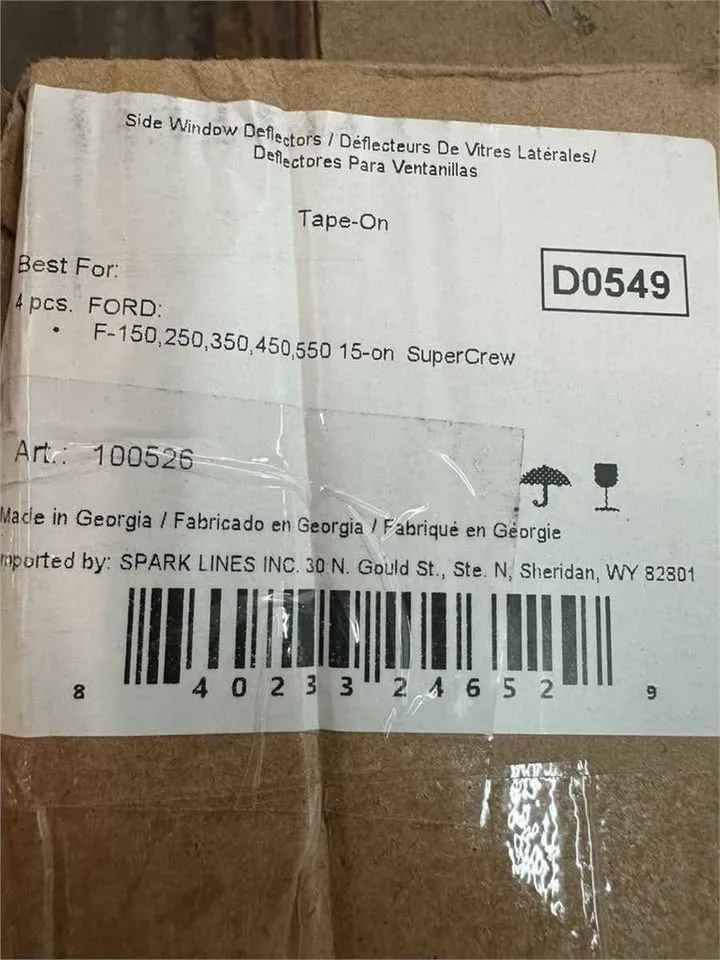 Side Window Deflectors / Déflecteurs De Vitres Latérales/
Deflectores Para Ventanillas
Tape-On
Best For:
D0549
4 pcs. FORD:
• F-150,250,350,450,550 15-on SuperCrew
Art.: 100526
Made in Georgia / Fabricado en Georgia / Fabriqué en Géorgie
mported by: SPARK LINES INC. 30 N. Gould St., Ste. N, Sheridan, WY 82801
8 40233 24652 9